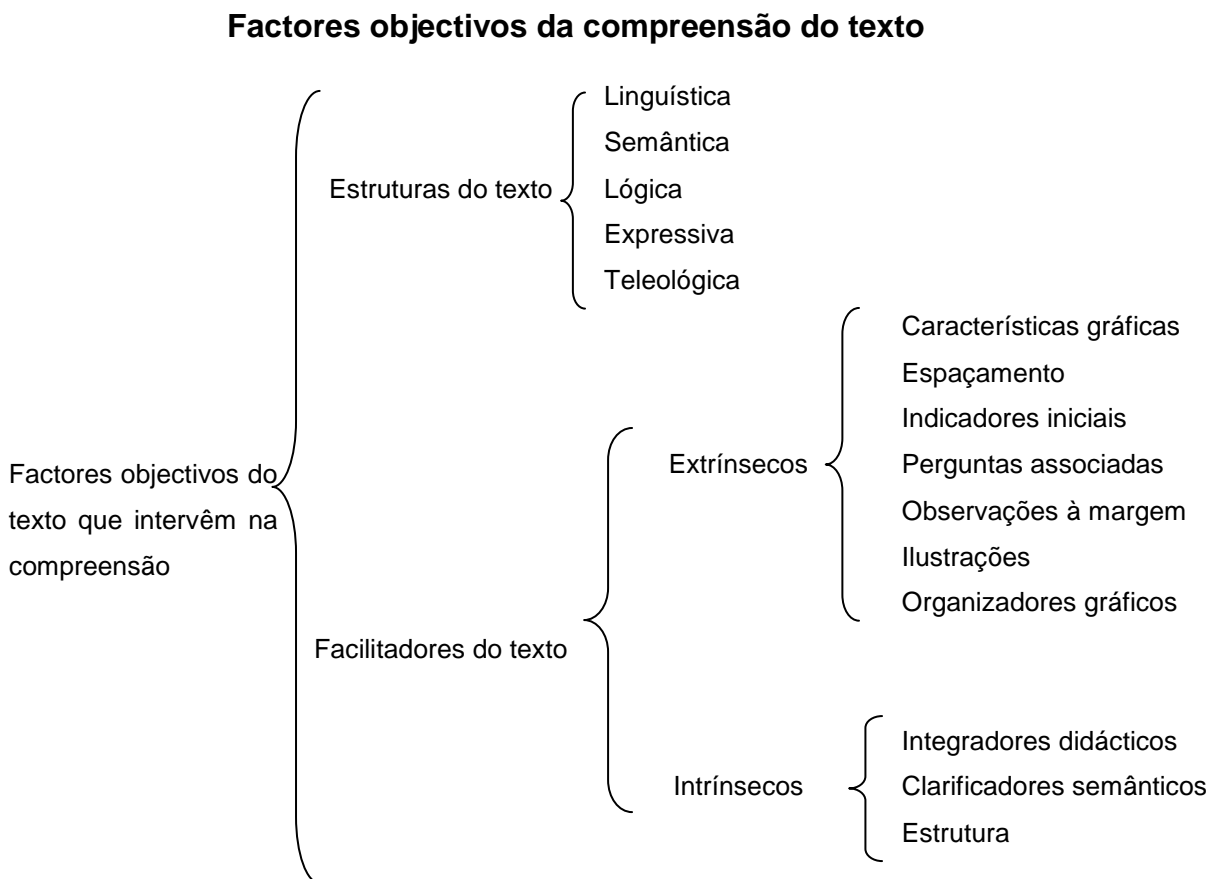 Factores objectivos da compreensão do texto
Factores objectivos do
texto que intervêm na
compreensão
Estruturas do texto
Linguística
Semântica
Lógica
Expressiva
Teleológica
Facilitadores do texto
Extrínsecos
Características gráficas
Espaçamento
Indicadores iniciais
Perguntas associadas
Observações à margem
Ilustrações
Organizadores gráficos
Intrínsecos
Integradores didácticos
Clarificadores semânticos
Estrutura